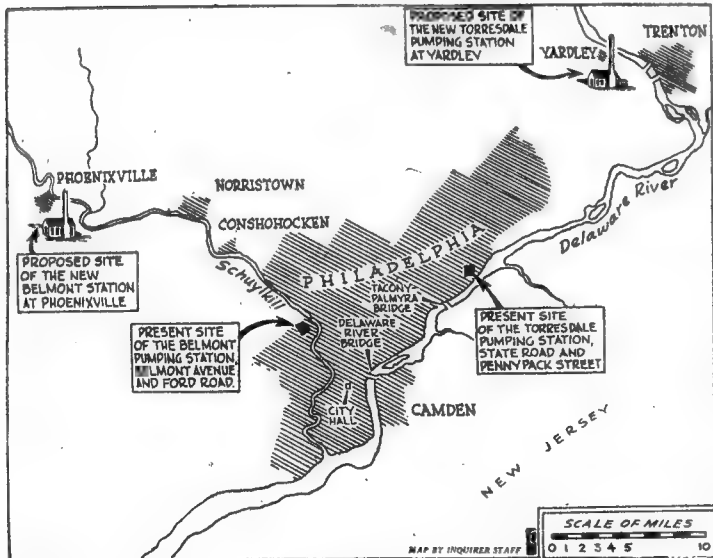 PROPOSED SITE OF
THE NEW TORRESDALE
PUMPING STATION
AT YARDLEY
YARDLEY
TRENTON
PHOENIXVILLE
NORRISTOWN
CONSHOHOCKEN
Schuylkill
PHILADELPHIA
Delaware River
PROPOSED SITE
OF THE NEW
BELMONT STATION
AT PHOENIXVILLE
TACONY-
PALMYRA
BRIDGE
DELAWARE
RIVER
BRIDGE
PRESENT SITE
OF THE BELMONT
PUMPING STATION,
AND FORD ROAD.
PRESENT SITE
OF THE TORRESDALE
PUMPING STATION,
STATE ROAD AND
PENNYPACK STREET
CITY
HALL
CAMDEN
NEW JERSEY
SCALE OF MILES
0 1 2 3 4 5 10
MAP BY INQUIRER STAFF